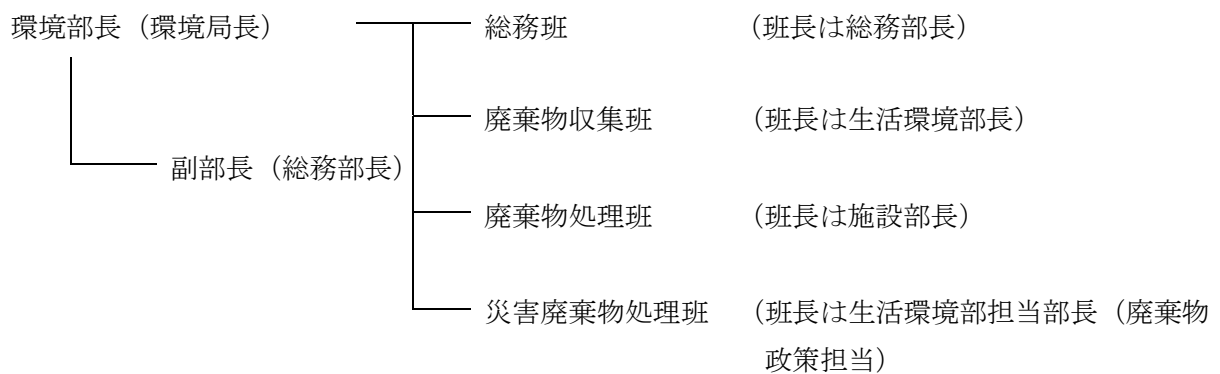 環境部長（環境局長） 総務班 （班長は総務部長）
廃棄物収集班 （班長は生活環境部長）
副部長（総務部長）
廃棄物処理班 （班長は施設部長）
災害廃棄物処理班 （班長は生活環境部担当部長（廃棄物
政策担当）